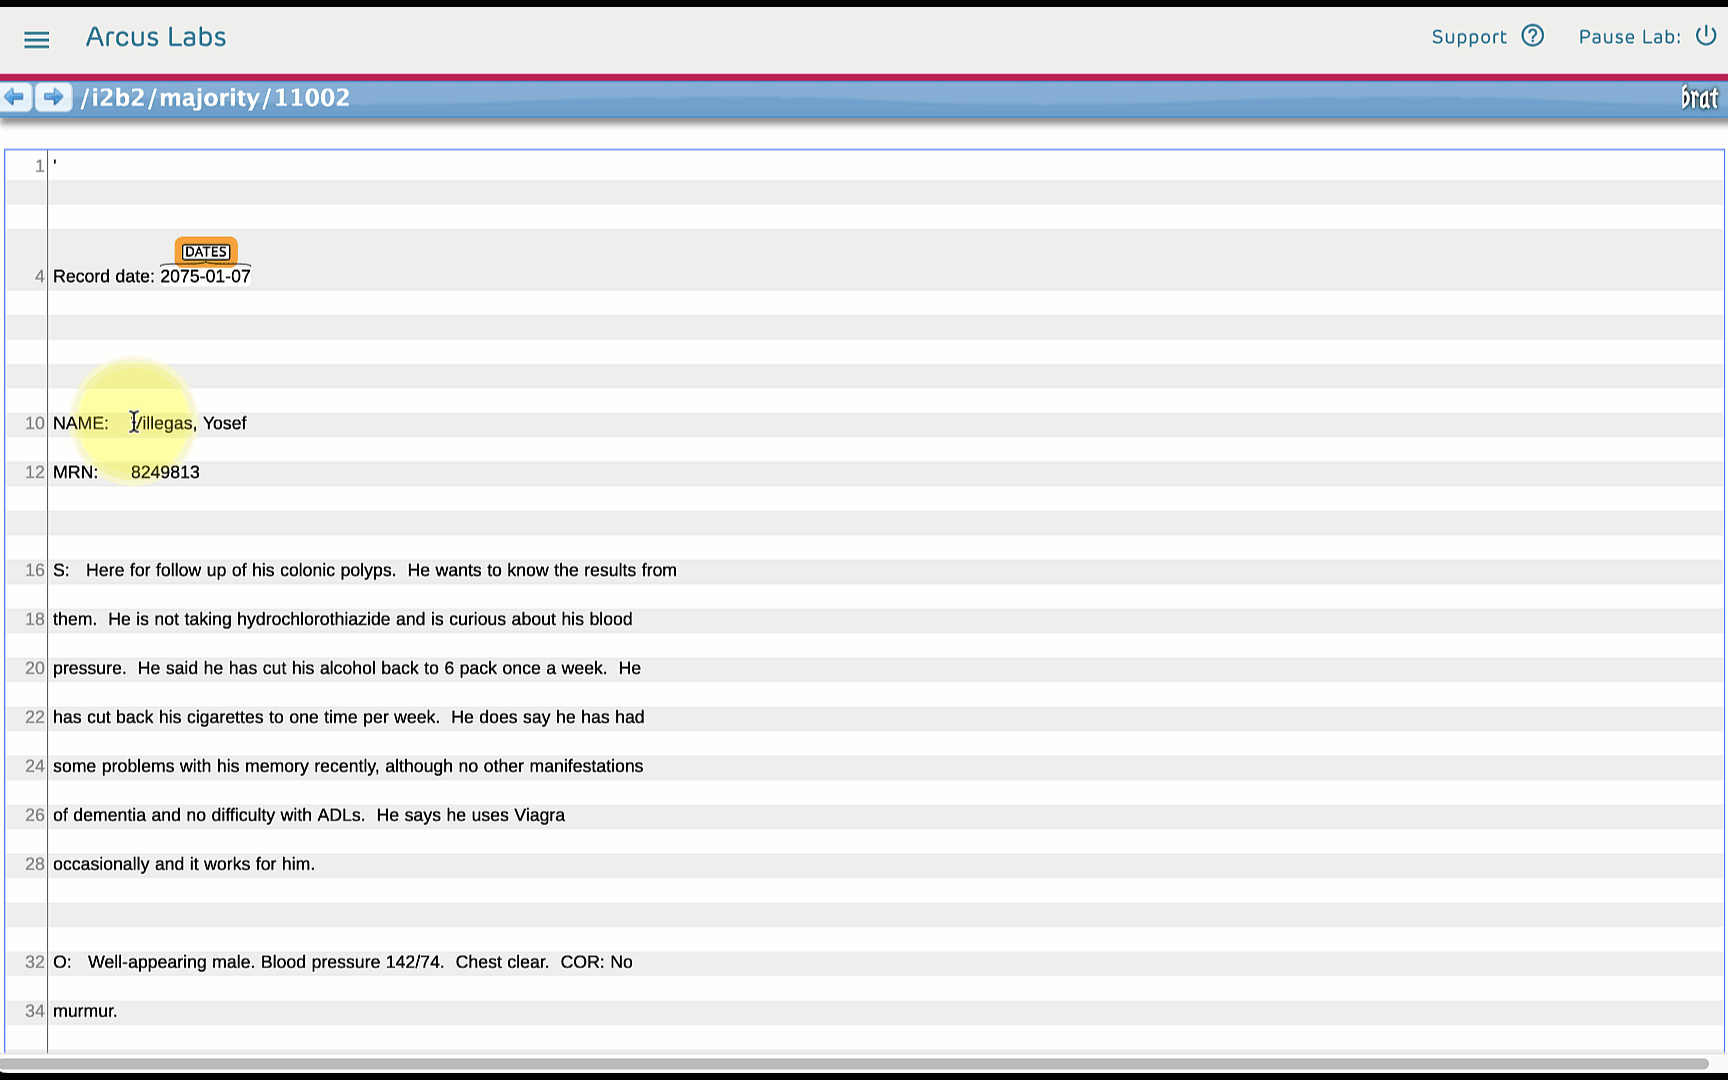 Arcus Labs
Support ? Pause Lab:
/i2b2/majority/11002 brat
1 '
DATES
4 Record date: 2075-01-07
10 NAME: Villegas, Yosef
12 MRN: 8249813
16 S: Here for follow up of his colonic polyps. He wants to know the results from
18 them. He is not taking hydrochlorothiazide and is curious about his blood
20 pressure. He said he has cut his alcohol back to 6 pack once a week. He
22 has cut back his cigarettes to one time per week. He does say he has had
24 some problems with his memory recently, although no other manifestations
26 of dementia and no difficulty with ADLs. He says he uses Viagra
28 occasionally and it works for him.
32 O: Well-appearing male. Blood pressure 142/74. Chest clear. COR: No
34 murmur.